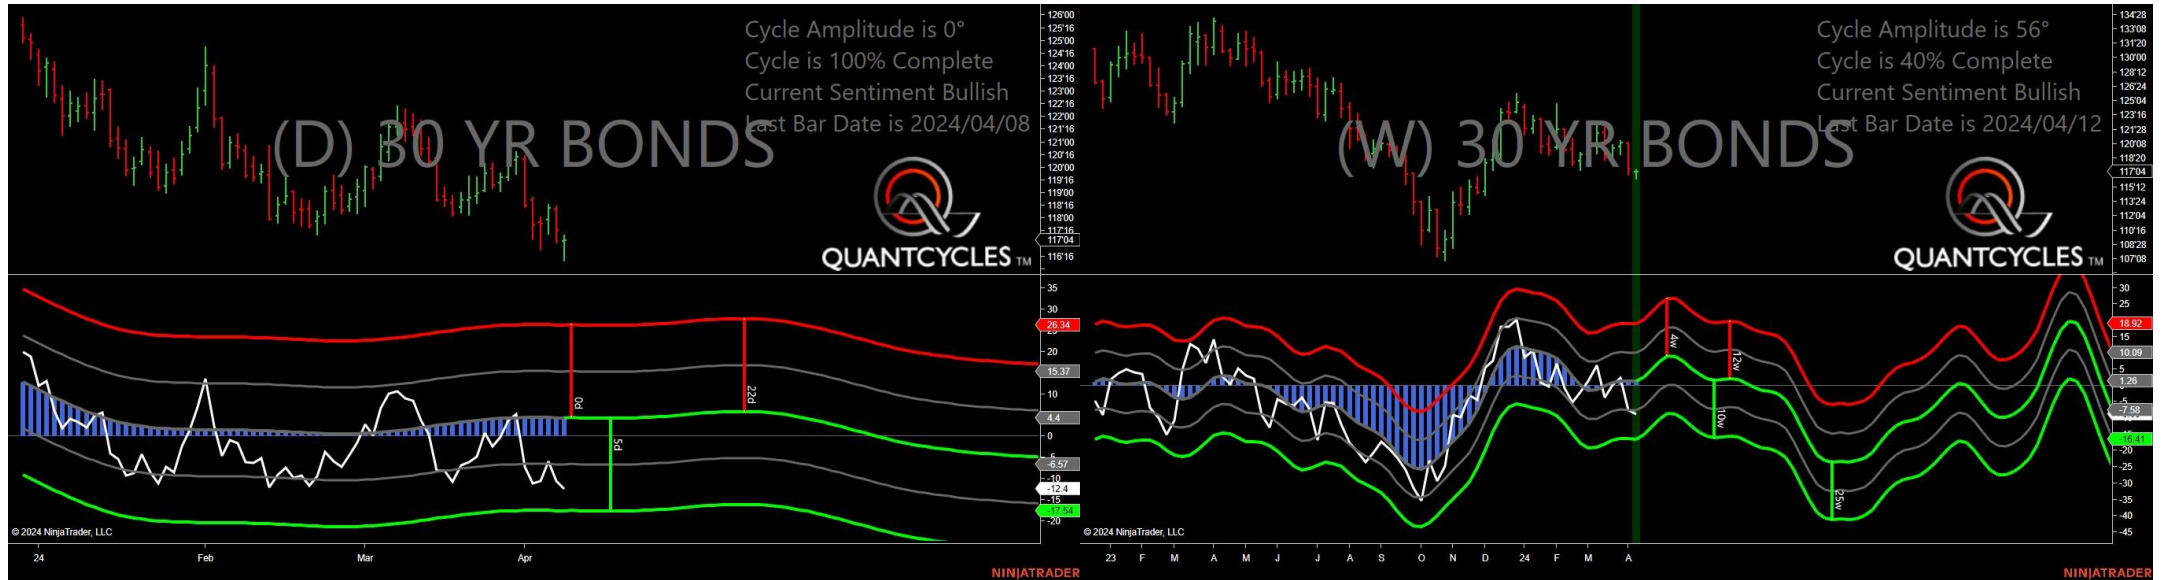 (D) 30 YR BONDS
Cycle Amplitude is 0°
Cycle is 100% Complete
Current Sentiment Bullish
Last Bar Date is 2024/04/08
QUANTCYCLES TM
126'00
125'16
125'00
124'16
124'00
123'16
123'00
122'16
122'00
121'16
121'00
120'16
120'00
119'16
119'00
118'16
118'00
117'16
117'04
116'16
35
30
26.34
20
15.37
10
4.4
0
-5
-6.57
-10
-12.4
-15
-17.54
-20
0d
5d
22d
© 2024 NinjaTrader, LLC
24
Feb
Mar
Apr
NINJATRADER
(W) 30 YR BONDS
Cycle Amplitude is 56°
Cycle is 40% Complete
Current Sentiment Bullish
Last Bar Date is 2024/04/12
QUANTCYCLES TM
134'28
133'08
131'20
130'00
128'12
126'24
125'04
123'16
121'28
120'08
118'20
117'04
115'12
113'24
112'04
110'16
108'28
107'08
30
25
18.92
15
10.09
1.26
-5
-7.58
-15
-16.41
-20
-25
-30
-35
-40
-45
4w
12w
10w
25w
© 2024 NinjaTrader, LLC
23
F
M
A
M
J
J
A
S
O
N
D
24
F
M
A
NINJATRADER